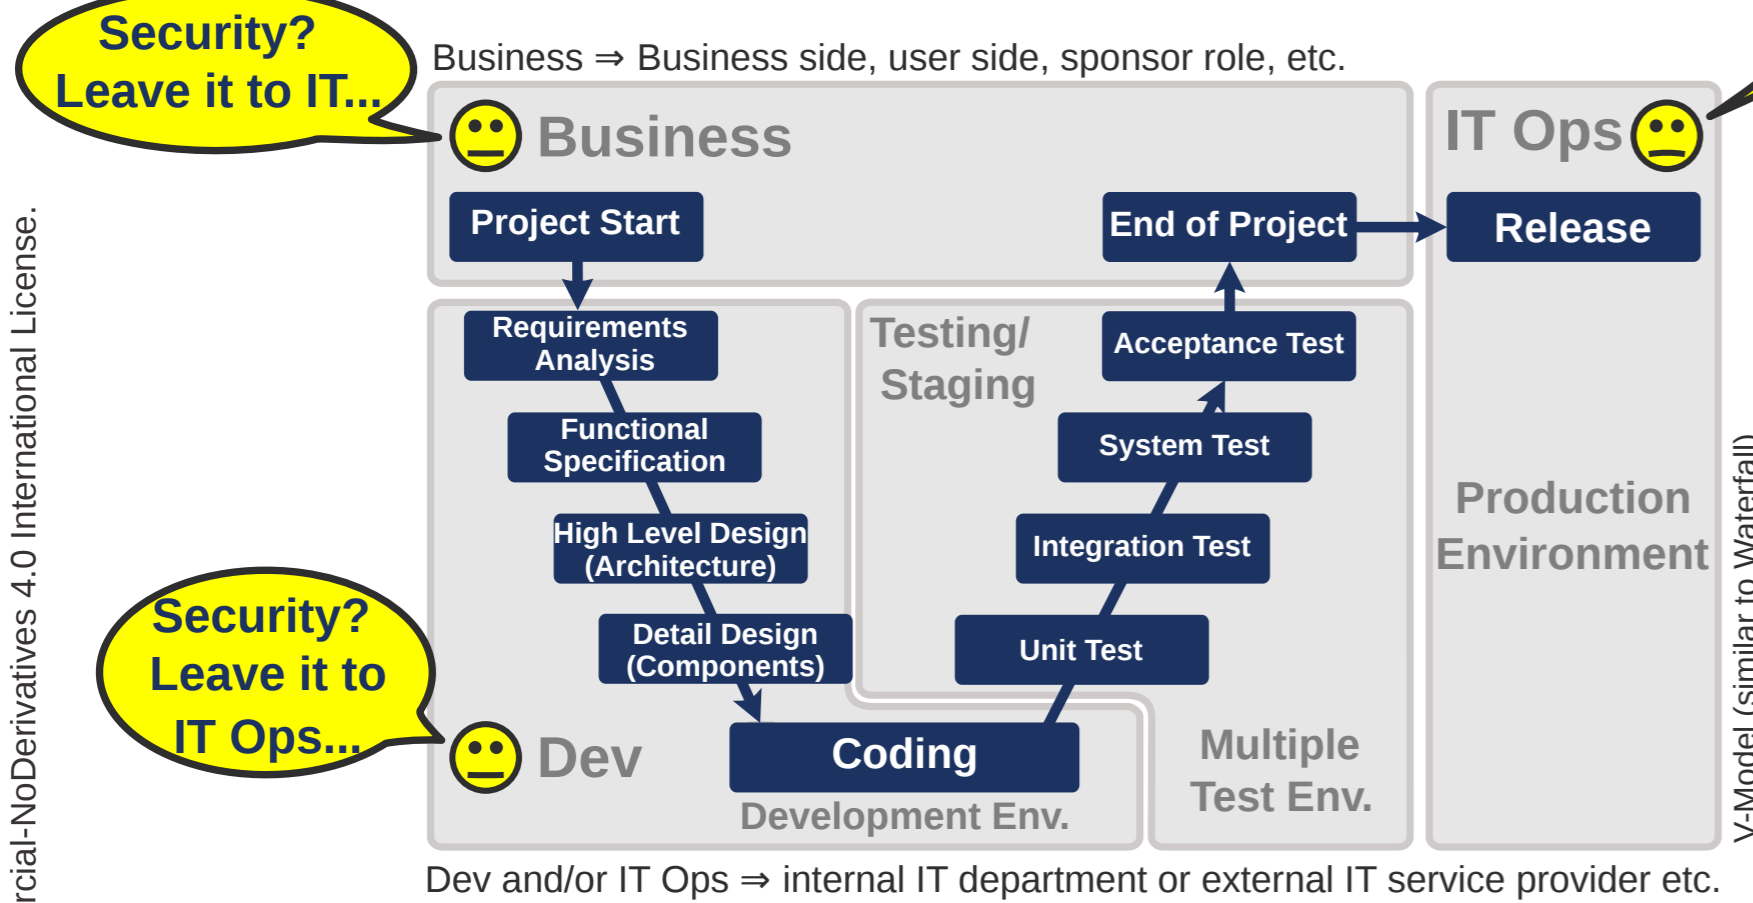 Security?
Leave it to IT...
Business ⇒ Business side, user side, sponsor role, etc.
Business
IT Ops
Project Start
End of Project
Release
Requirements
Analysis
Testing/
Staging
Acceptance Test
Functional
Specification
System Test
High Level Design
(Architecture)
Integration Test
Production
Environment
Detail Design
(Components)
Unit Test
Security?
Leave it to
IT Ops...
Dev
Coding
Development Env.
Multiple
Test Env.
Dev and/or IT Ops ⇒ internal IT department or external IT service provider etc.
rcial-NoDerivatives 4.0 International License.
V-Model (similar to Waterfall)